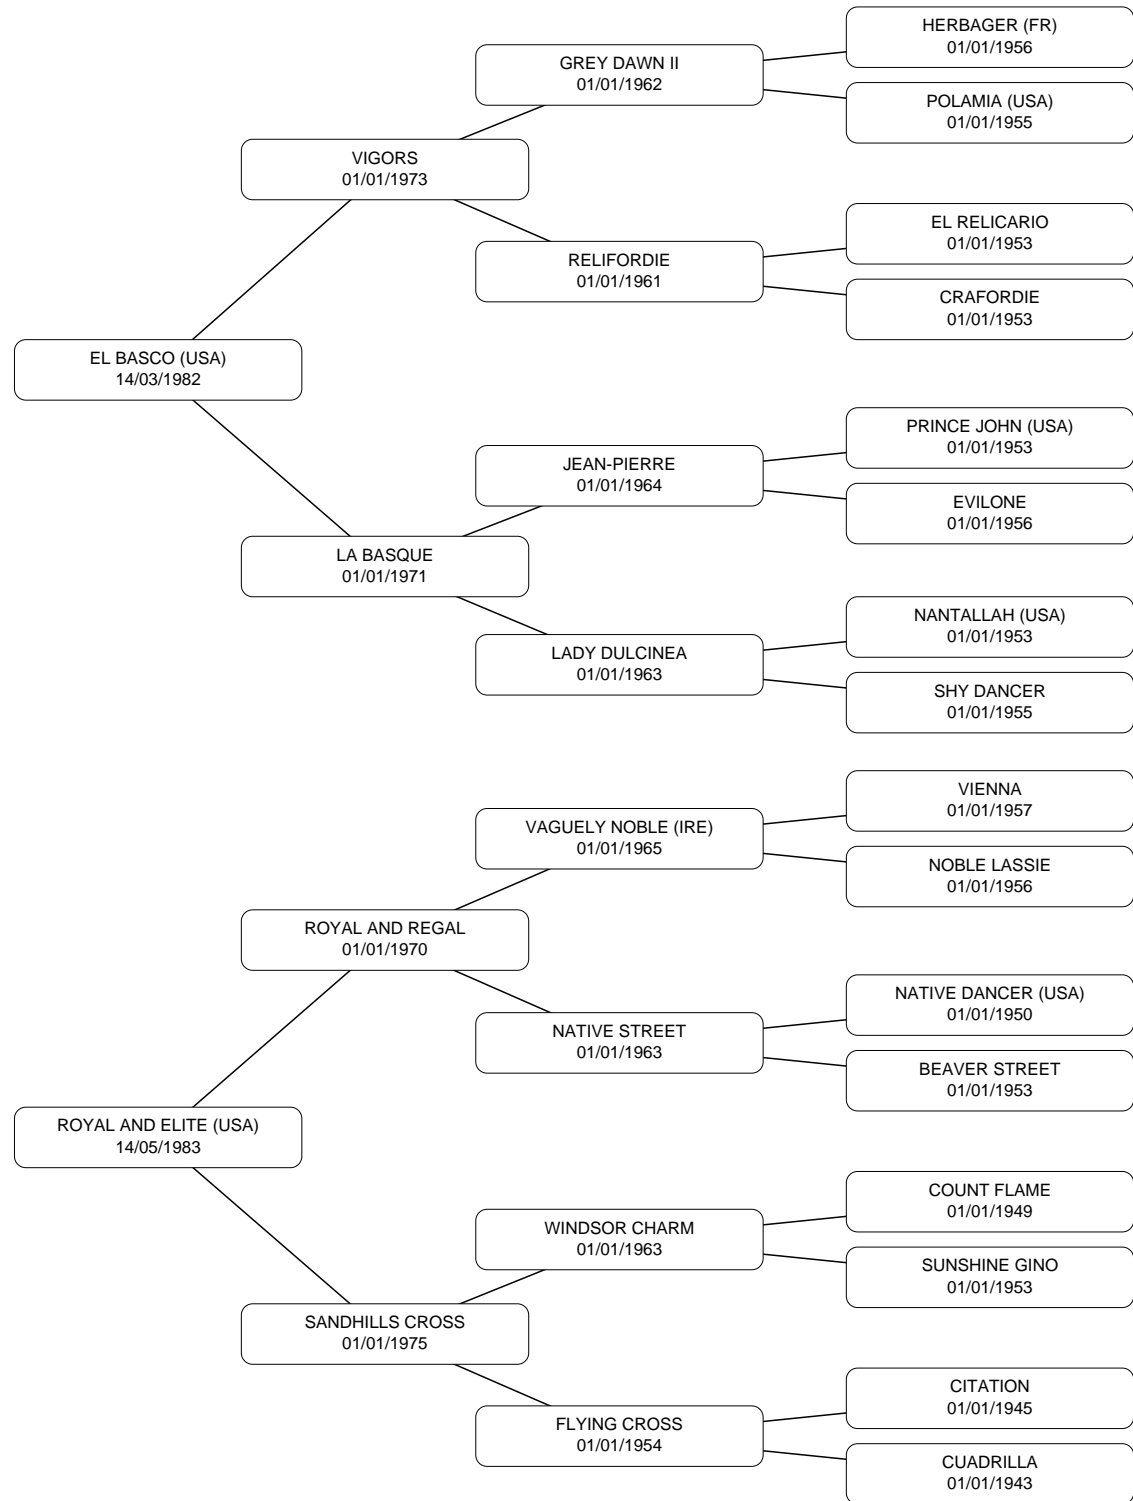 HERBAGER (FR)
01/01/1956
GREY DAWN II
01/01/1962
POLAMIA (USA)
01/01/1955
VIGORS
01/01/1973
EL RELICARIO
01/01/1953
RELIFORDIE
01/01/1961
CRAFORDIE
01/01/1953
EL BASCO (USA)
14/03/1982
PRINCE JOHN (USA)
01/01/1953
JEAN-PIERRE
01/01/1964
EVILONE
01/01/1956
LA BASQUE
01/01/1971
NANTALLAH (USA)
01/01/1953
LADY DULCINEA
01/01/1963
SHY DANCER
01/01/1955
VIENNA
01/01/1957
VAGUELY NOBLE (IRE)
01/01/1965
NOBLE LASSIE
01/01/1956
ROYAL AND REGAL
01/01/1970
NATIVE DANCER (USA)
01/01/1950
NATIVE STREET
01/01/1963
BEAVER STREET
01/01/1953
ROYAL AND ELITE (USA)
14/05/1983
COUNT FLAME
01/01/1949
WINDSOR CHARM
01/01/1963
SUNSHINE GINO
01/01/1953
SANDHILLS CROSS
01/01/1975
CITATION
01/01/1945
FLYING CROSS
01/01/1954
CUADRILLA
01/01/1943